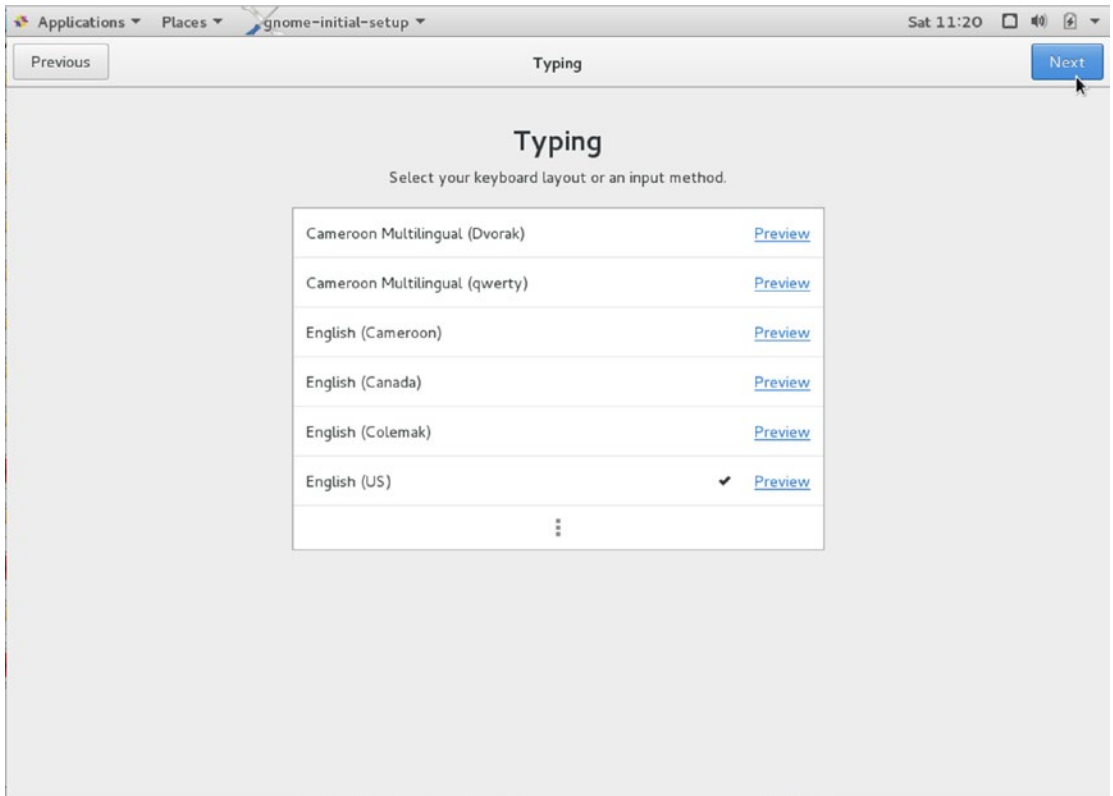 Applications Places gnome-initial-setup Sat 11:20
Previous Typing Next
Typing
Select your keyboard layout or an input method.
Cameroon Multilingual (Dvorak) Preview
Cameroon Multilingual (qwerty) Preview
English (Cameroon) Preview
English (Canada) Preview
English (Colemak) Preview
English (US) Preview